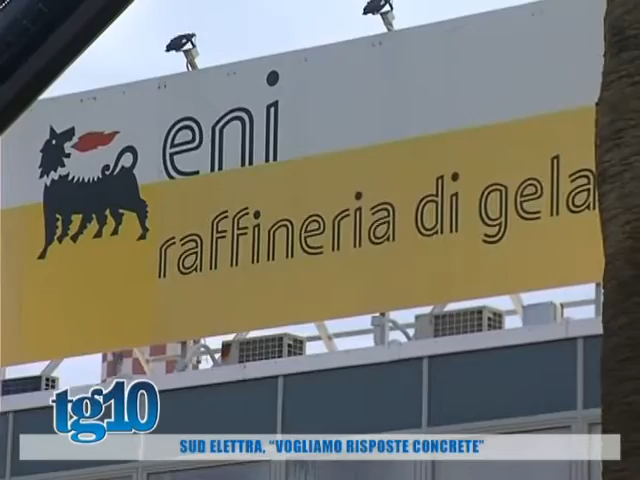 eni
raffineria di gela
tg10
SUD ELETTRA, "VOGLIAMO RISPOSTE CONCRETE"